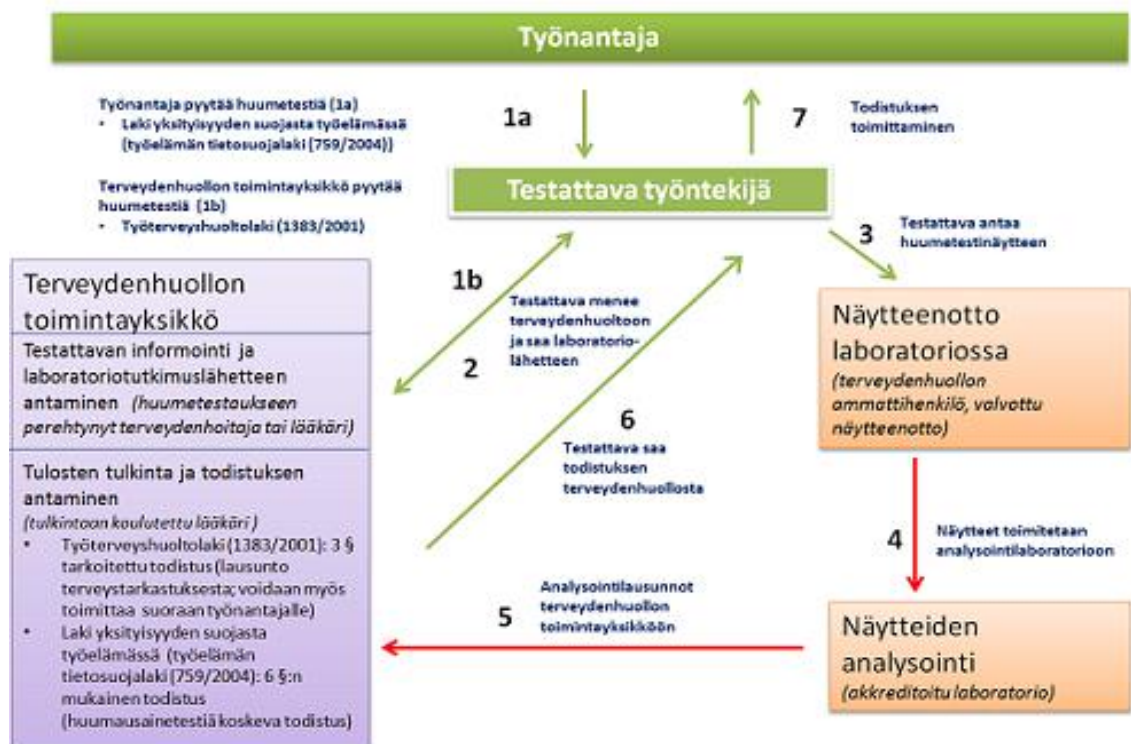 Työnantaja
Työnantaja pyytää huumetestiä (1a)
• Laki yksityisyyden suojasta työelämässä
(työelämän tietosuojalaki (759/2004))
Terveydenhuollon toimintayksikkö pyytää
huumetestiä (1b)
• Työterveyshuoltolaki (1383/2001)
1a
7
Todistuksen
toimittaminen
Testattava työntekijä
3
Testattava antaa
huumetestinäytteen
1b
2
Testattava menee
terveydenhuoltoon
ja saa laboratorio-
lähetteen
Terveydenhuollon
toimintayksikkö
Testattavan informointi ja
laboratoriotutkimuslähetteen
antaminen (huumetestaukseen
perehtynyt terveydenhoitaja tai lääkäri)
Tulosten tulkinta ja todistuksen
antaminen
(tulkintaan koulutettu lääkäri )
• Työterveyshuoltolaki (1383/2001): 3 §
tarkoitettu todistus (lausunto
terveystarkastuksesta; voidaan myös
toimittaa suoraan työnantajalle)
• Laki yksityisyyden suojasta
työelämässä (työelämän
tietosuojalaki (759/2004): 6 §:n
mukainen todistus
(huumausainetestiä koskeva todistus)
6
Testattava saa
todistuksen
terveydenhuollosta
Näytteenotto
laboratoriossa
(terveydenhuollon
ammattihenkilö, valvottu
näytteenotto)
4
Näytteet toimitetaan
analysointilaboratorioon
5
Analysointilausunnot
terveydenhuollon
toimintayksikköön
Näytteiden
analysointi
(akkreditoitu laboratorio)